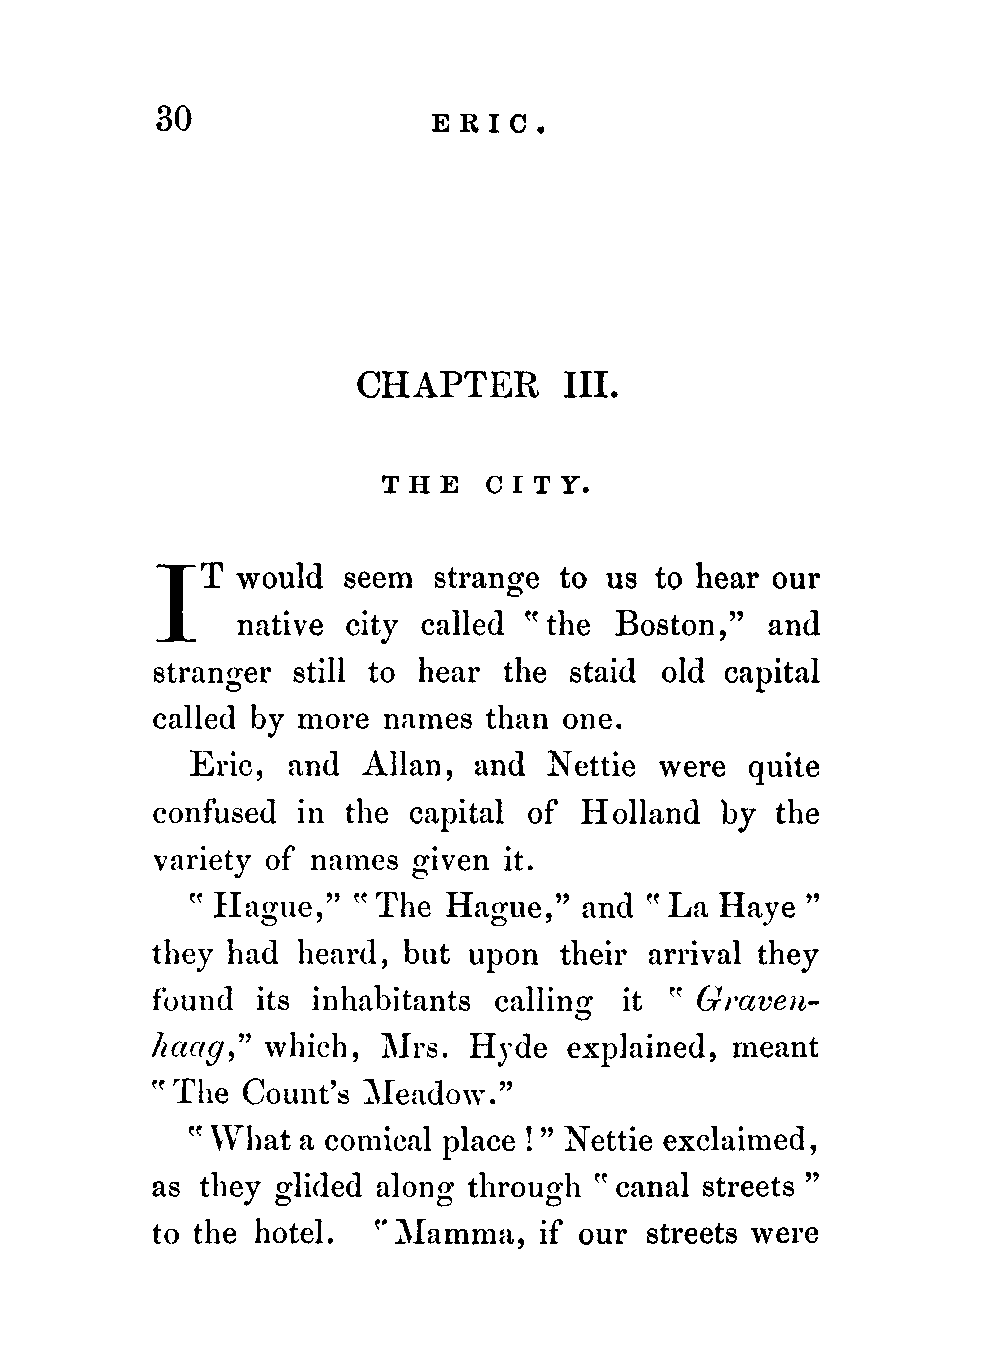 30 ERIC.
CHAPTER III.
THE CITY.
IT would seem strange to us to hear our
native city called "the Boston," and
stranger still to hear the staid old capital
called by more names than one.
Eric, and Allan, and Nettie were quite
confused in the capital of Holland by the
variety of names given it.
"Hague," "The Hague," and "La Haye"
they had heard, but upon their arrival they
found its inhabitants calling it "Graven-
haag," which, Mrs. Hyde explained, meant
"The Count's Meadow."
"What a comical place!" Nettie exclaimed,
as they glided along through "canal streets"
to the hotel. "Mamma, if our streets were